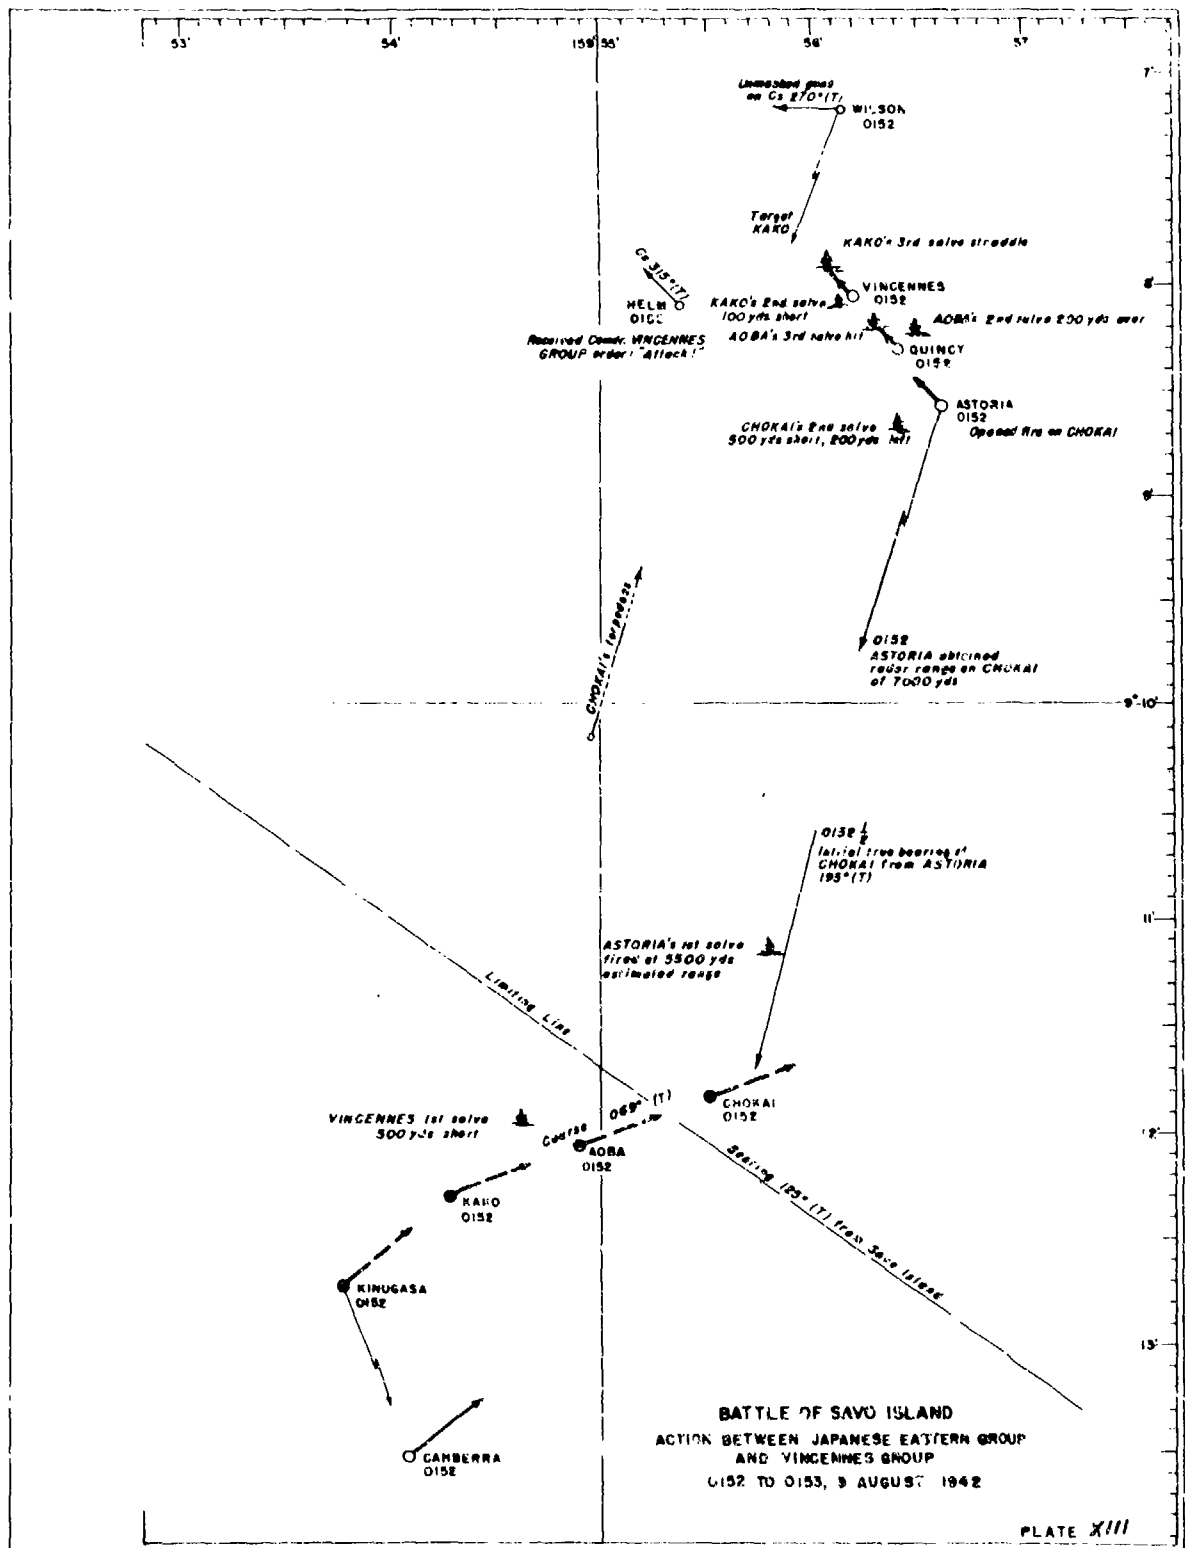 53'
54'
159° 55'
56'
57'
7'
Unmasked guns
on Cs 270°(T)
WILSON
0152
Target
KAKO
KAKO's 3rd salvo straddle
Cs 315°(T)
8'
VINCENNES
0152
HELM
KAKO's 2nd salvo
100 yds short
AOBA's 2nd salvo 200 yds over
AOBA's 3rd salvo hit
Received Comdr. VINCENNES
GROUP order: "Attack!"
QUINCY
0152
ASTORIA
0152
Opened fire on CHOKAI
CHOKAI's 2nd salvo
500 yds short, 200 yds left
9'
CHOKAI's torpedoes
0152
ASTORIA obtained
radar range on CHOKAI
of 7000 yds
9°-10'
0152 1/2
Initial true bearing of
CHOKAI from ASTORIA
195°(T)
11'
ASTORIA's 1st salvo
fired at 5500 yds
estimated range
Limiting Line
CHOKAI
0152
VINCENNES 1st salvo
500 yds short
Course 069° (T)
12'
AOBA
0152
Bearing 125° (T) from Savo Island
KAKO
0152
KINUGASA
0152
13'
CANBERRA
0152
BATTLE OF SAVO ISLAND
ACTION BETWEEN JAPANESE EASTERN GROUP
AND VINCENNES GROUP
0152 TO 0153, 9 AUGUST 1942
PLATE XIII